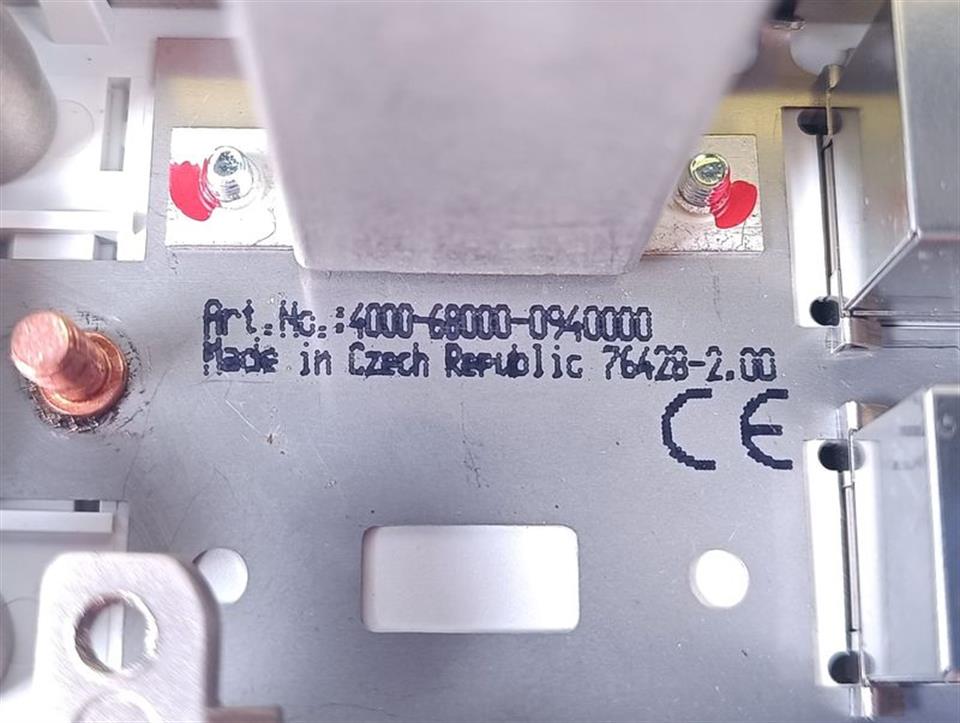 Art.No.:4000-68000-0940000
Made in Czech Republic 76428-2.00
CE